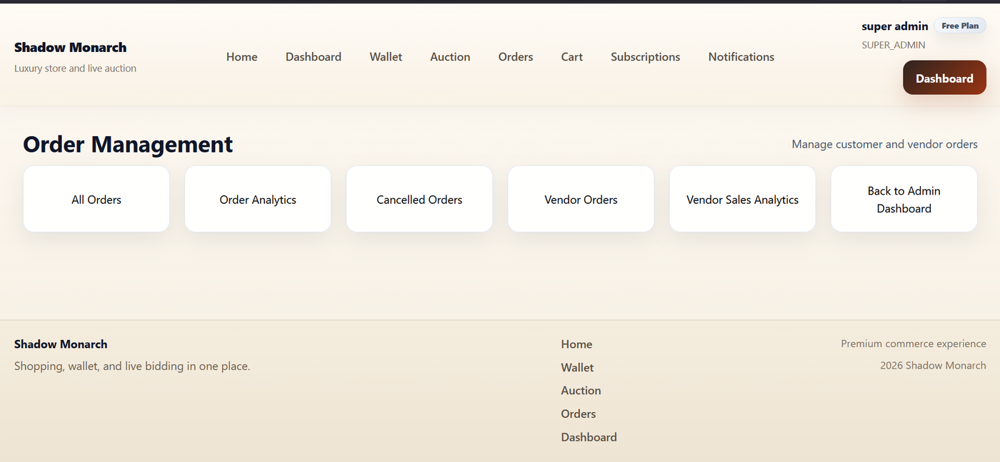 Shadow Monarch
Luxury store and live auction
Home
Dashboard
Wallet
Auction
Orders
Cart
Subscriptions
Notifications
super admin
Free Plan
SUPER_ADMIN
Dashboard
Order Management
Manage customer and vendor orders
All Orders
Order Analytics
Cancelled Orders
Vendor Orders
Vendor Sales Analytics
Back to Admin
Dashboard
Shadow Monarch
Shopping, wallet, and live bidding in one place.
Home
Wallet
Auction
Orders
Dashboard
Premium commerce experience
2026 Shadow Monarch